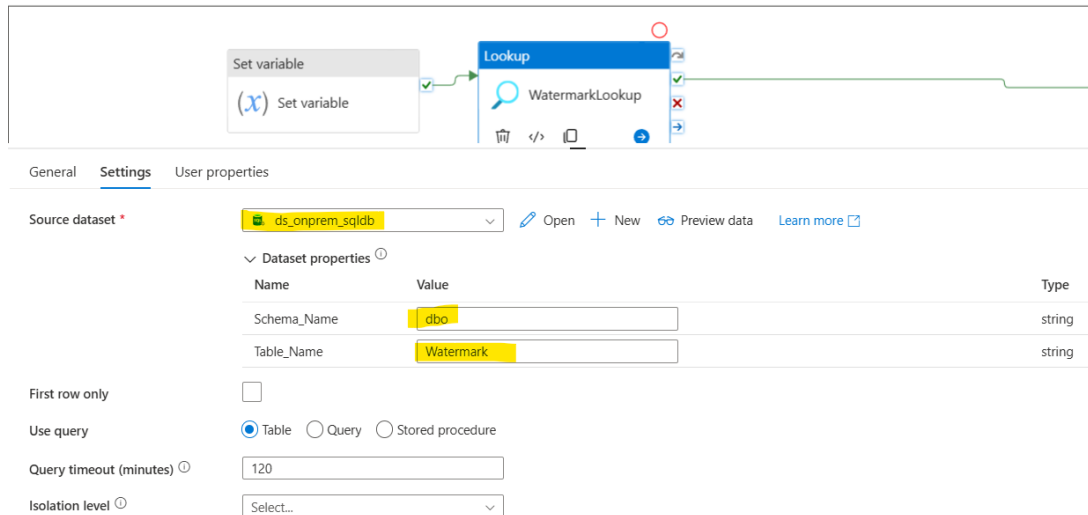 Set variable
(x) Set variable
Lookup
WatermarkLookup
</>
General Settings User properties
Source dataset * ds_onprem_sqldb Open New Preview data Learn more
Dataset properties
Name Value Type
Schema_Name dbo string
Table_Name Watermark string
First row only
Use query Table Query Stored procedure
Query timeout (minutes) 120
Isolation level Select...